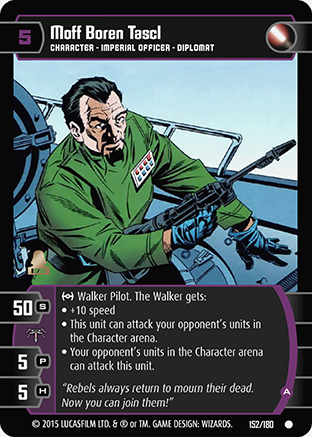 5 Moff Boren Tascl
CHARACTER - IMPERIAL OFFICER - DIPLOMAT
50 S
5 P
5 H
Walker Pilot. The Walker gets:
• +10 speed
• This unit can attack your opponent's units in
the Character arena.
• Your opponent's units in the Character arena
can attack this unit.
"Rebels always return to mourn their dead.
Now you can join them!"
A
© 2015 LUCASFILM LTD. & ® OR TM. GAME DESIGN: WIZARDS. 152/180